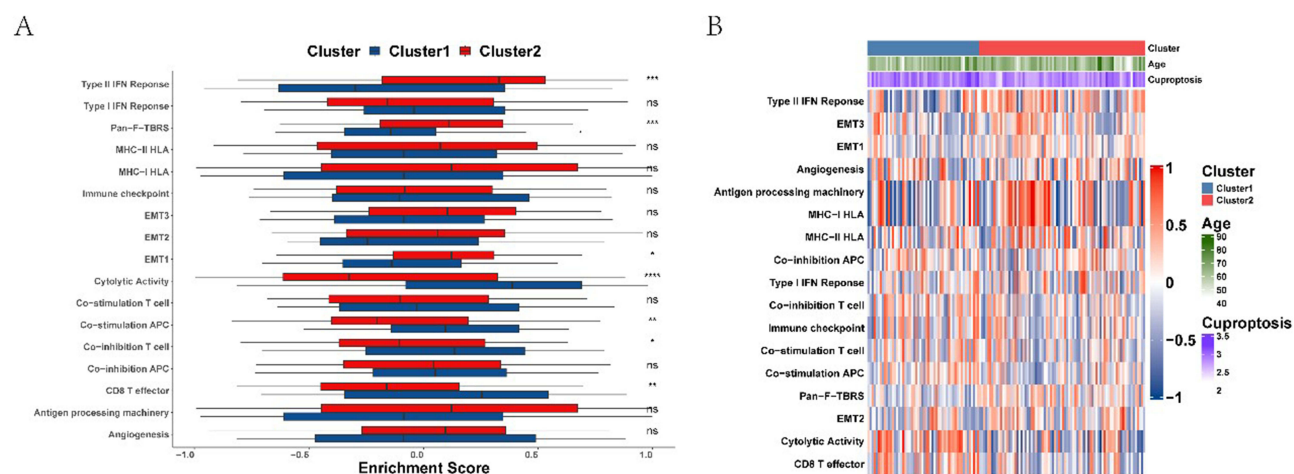 A
Cluster Cluster1 Cluster2
Type II IFN Reponse ***
Type I IFN Reponse ns
Pan-F-TBRS ^^^
MHC-II HLA ns
MHC-I HLA ns
Immune checkpoint ns
EMT3 ns
EMT2 ns
EMT1 ^
Cytolytic Activity ****
Co-stimulation T cell ns
Co-stimulation APC ^^
Co-inhibition T cell *
Co-inhibition APC ns
CD8 T effector **
Antigen processing machinery ns
Angiogenesis ns
-1.0 -0.5 0.0 0.5 1.0
Enrichment Score
B
Cluster
Age
Cuproptosis
Type II IFN Reponse
EMT3
EMT1
Angiogenesis
Antigen processing machinery
MHC-I HLA
MHC-II HLA
Co-inhibition APC
Type I IFN Reponse
Co-inhibition T cell
Immune checkpoint
Co-stimulation T cell
Co-stimulation APC
Pan-F-TBRS
EMT2
Cytolytic Activity
CD8 T effector
1
0.5
0
-0.5
-1
Cluster
Cluster1
Cluster2
Age
90
80
70
60
50
40
Cuproptosis
3.5
3
2.5
2